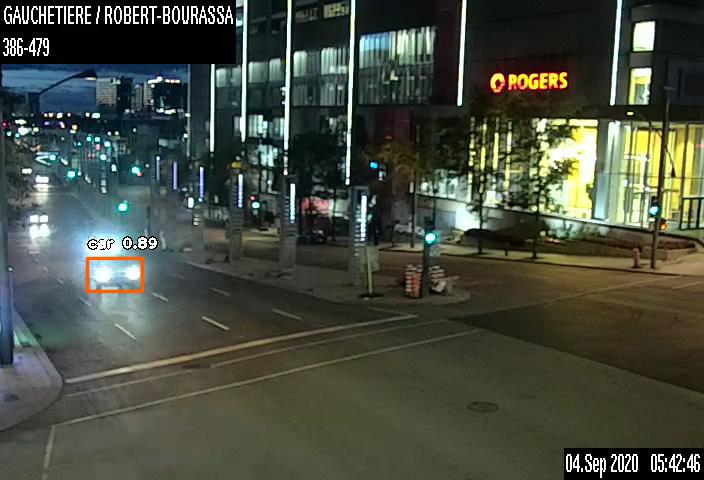 GAUCHETIERE / ROBERT-BOURASSA
386-479
ROGERS
car 0.89
04.Sep 2020 05:42:46